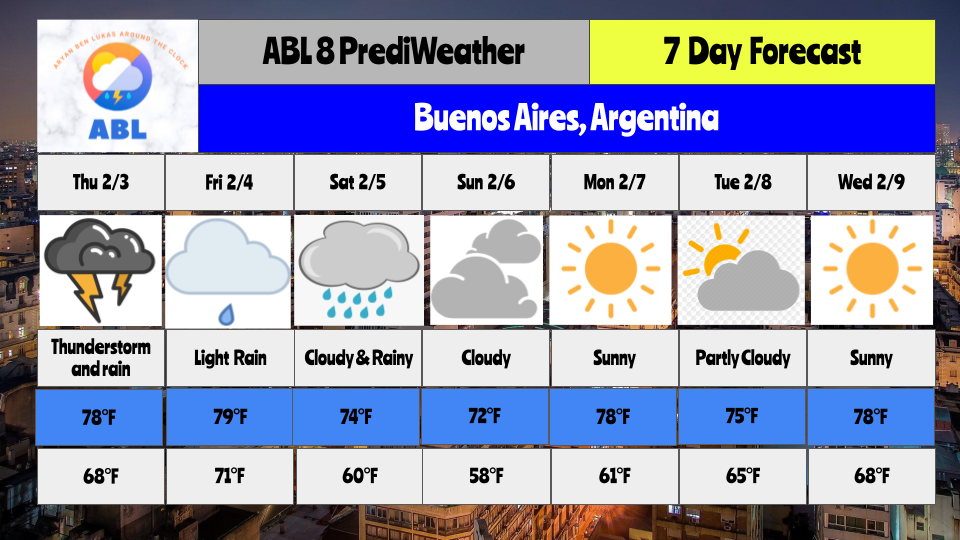 ARYAN BEN LUKAS AROUND THE CLOCK
ABL
ABL 8 PrediWeather
7 Day Forecast
Buenos Aires, Argentina
Thu 2/3
Fri 2/4
Sat 2/5
Sun 2/6
Mon 2/7
Tue 2/8
Wed 2/9
Thunderstorm
and rain
Light Rain
Cloudy & Rainy
Cloudy
Sunny
Partly Cloudy
Sunny
78°F
79°F
74°F
72°F
78°F
75°F
78°F
68°F
71°F
60°F
58°F
61°F
65°F
68°F